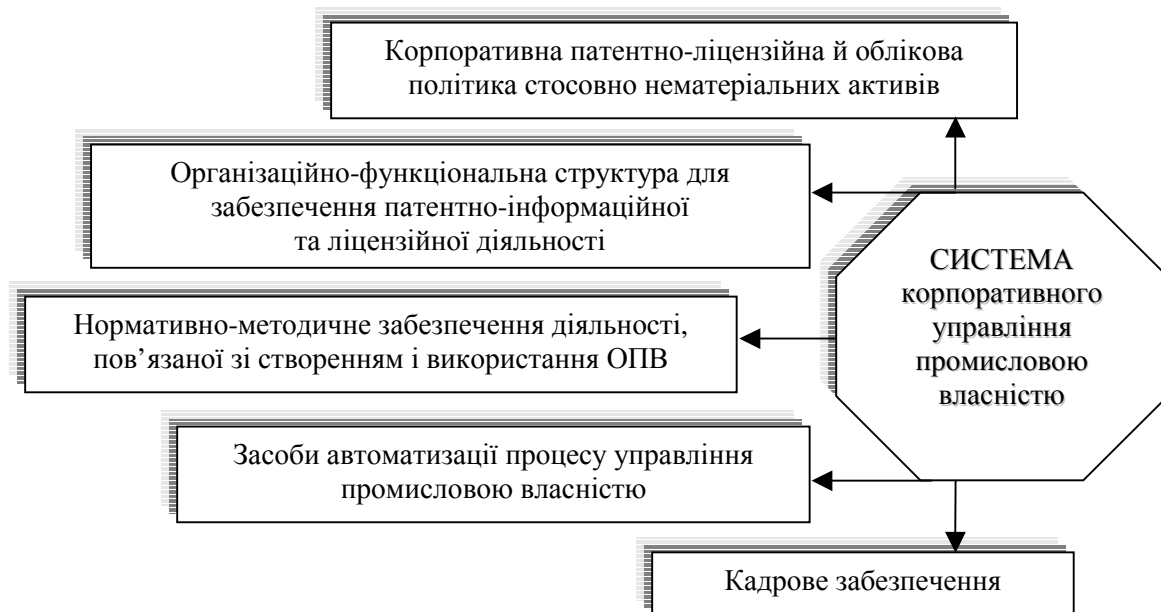 Корпоративна патентно-ліцензійна й облікова
політика стосовно нематеріальних активів
Організаційно-функціональна структура для
забезпечення патентно-інформаційної
та ліцензійної діяльності
СИСТЕМА
корпоративного
управління
промисловою
власністю
Нормативно-методичне забезпечення діяльності,
пов’язаної зі створенням і використання ОПВ
Засоби автоматизації процесу управління
промисловою власністю
Кадрове забезпечення